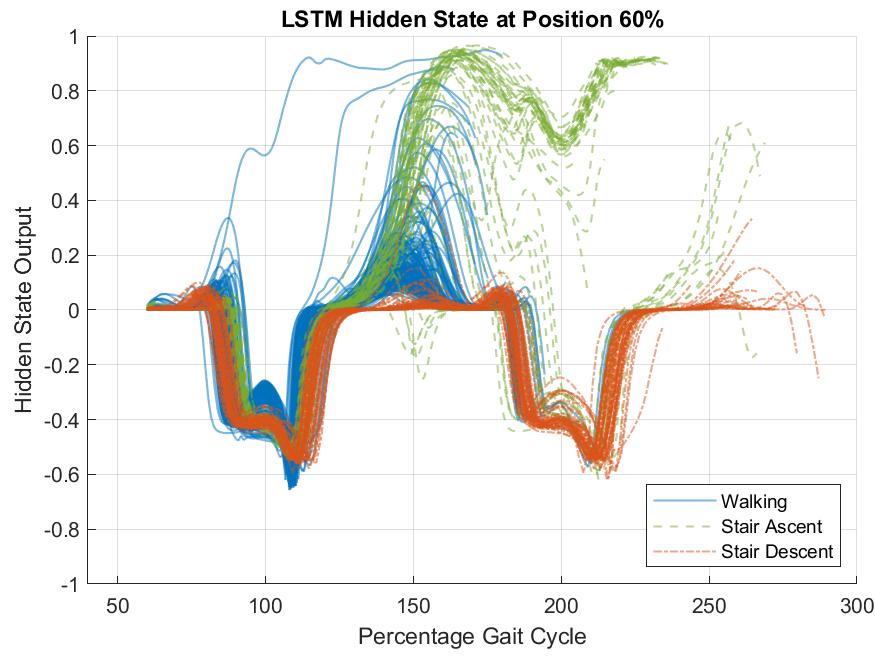 LSTM Hidden State at Position 60%
1
0.8
0.6
0.4
0.2
0
-0.2
-0.4
-0.6
-0.8
-1
Hidden State Output
50
100
150
200
250
300
Percentage Gait Cycle
Walking
Stair Ascent
Stair Descent